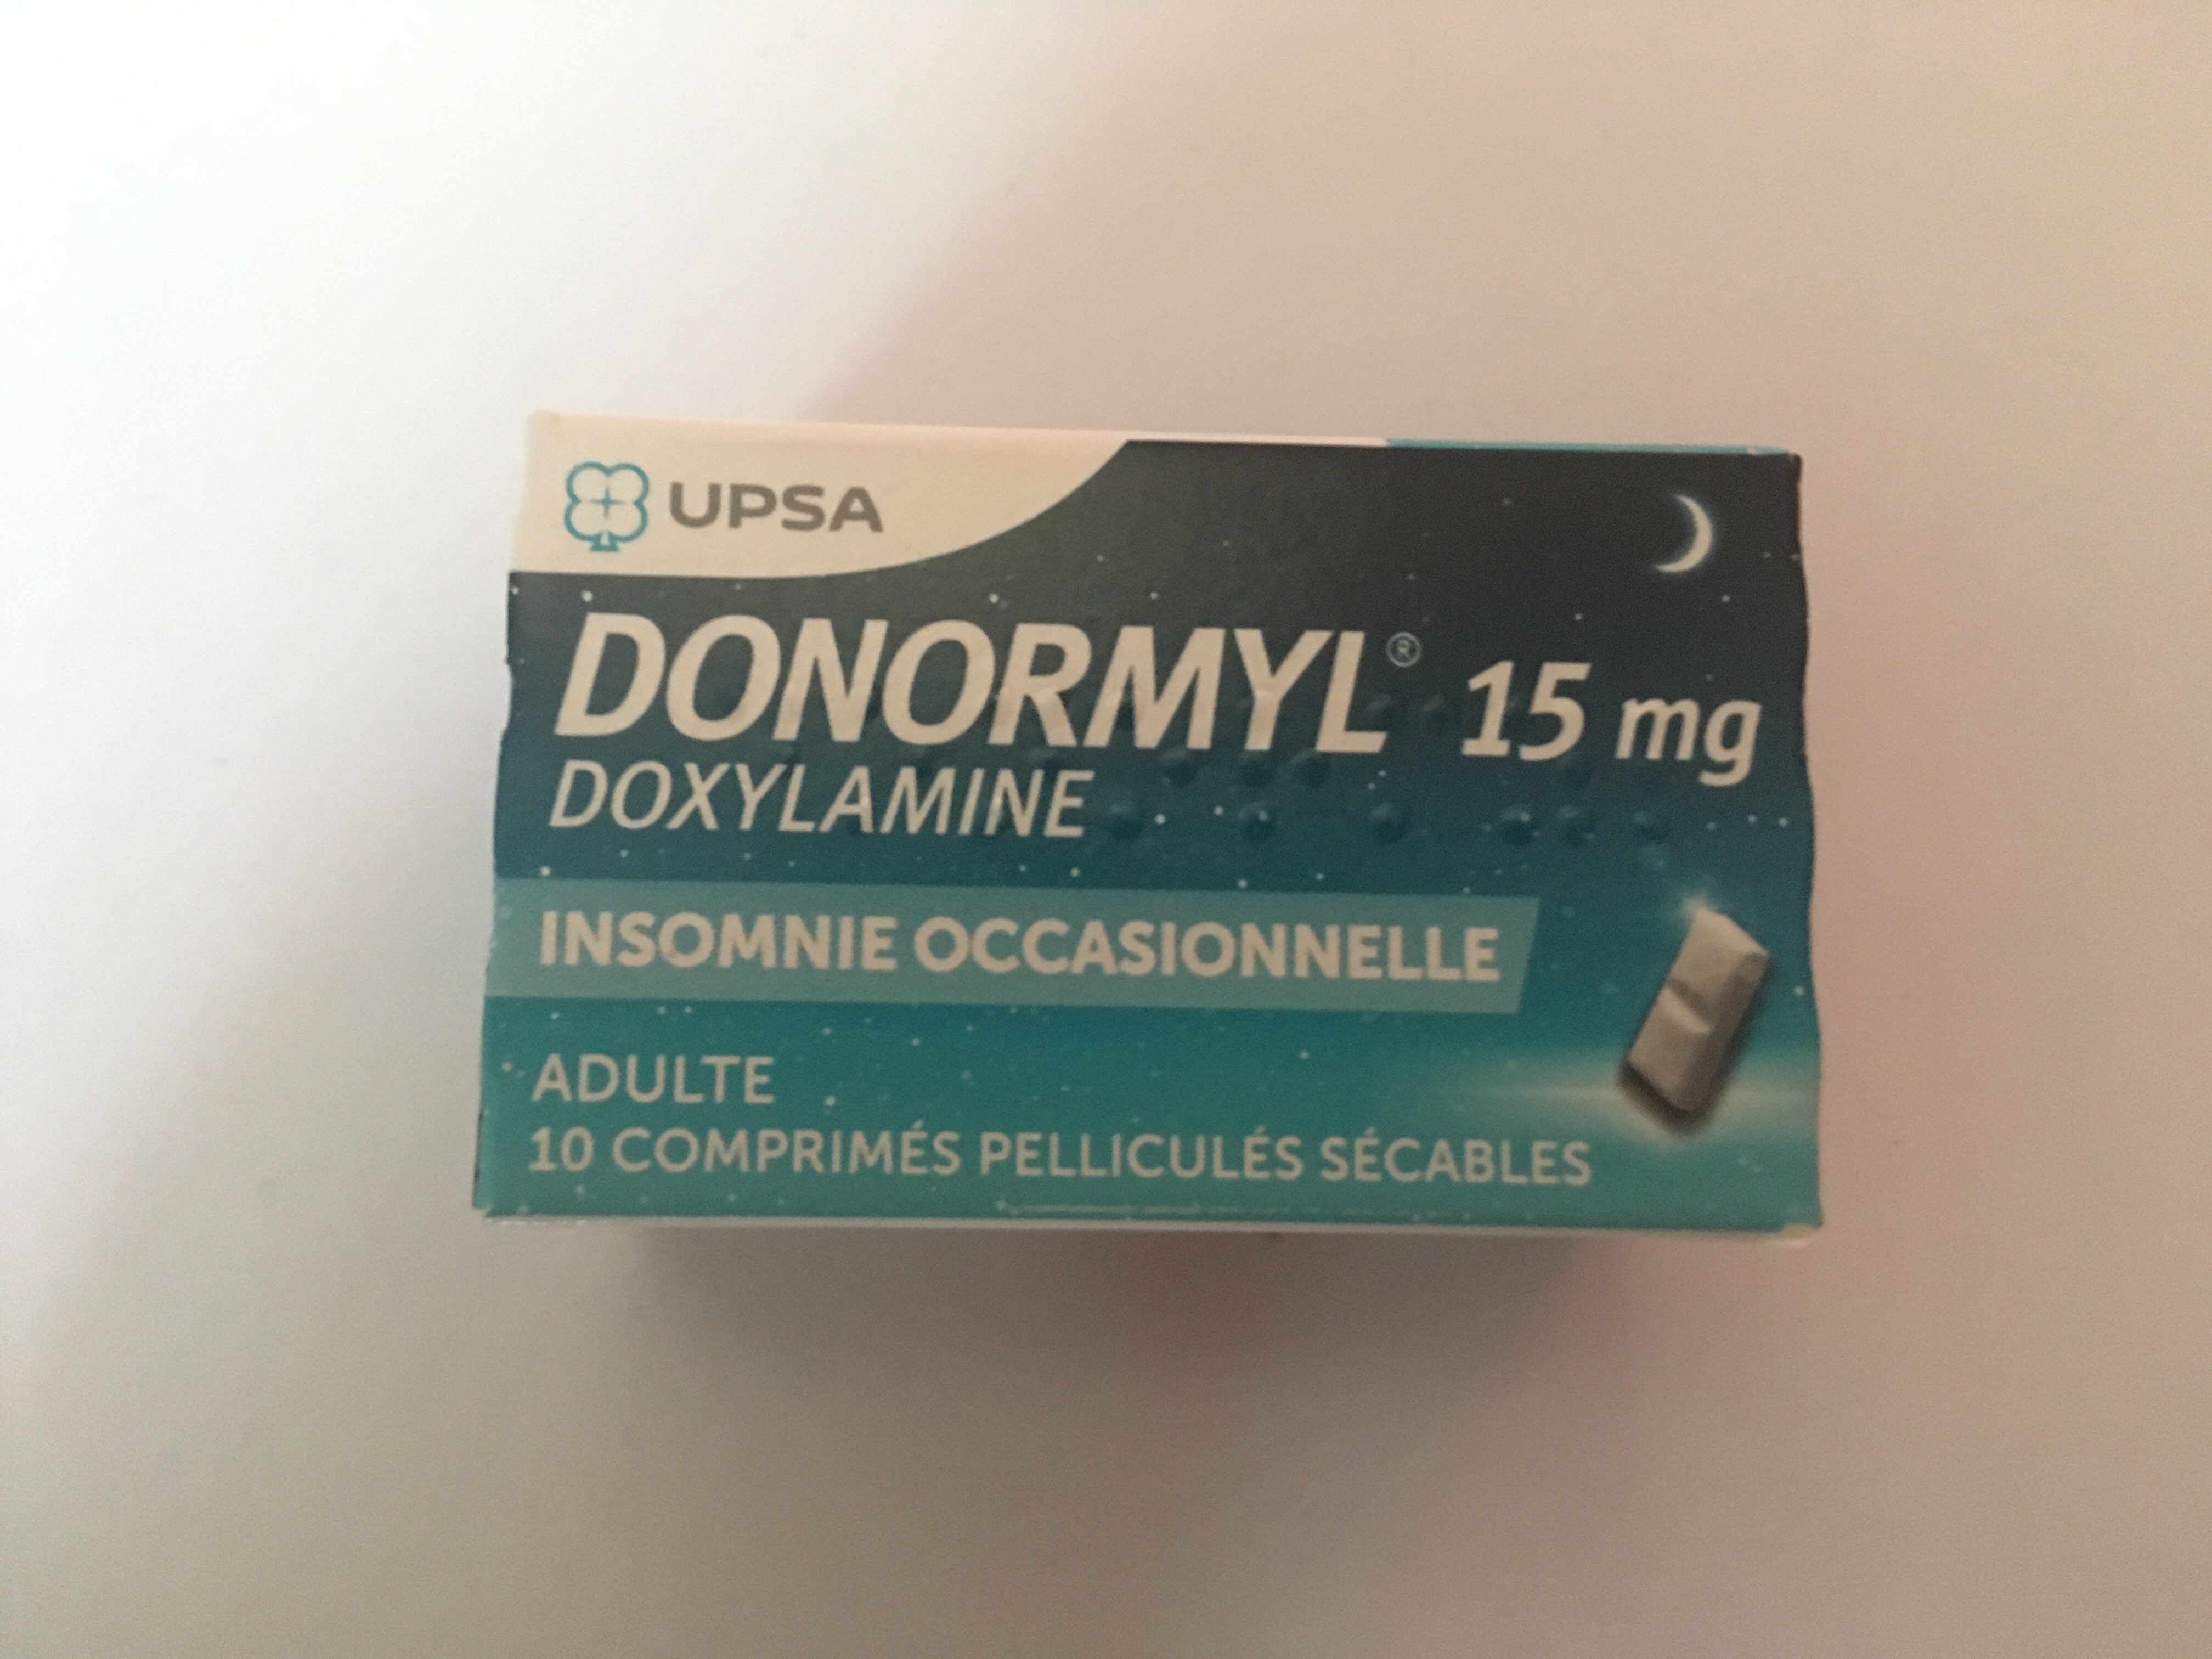 UPSA
DONORMYL® 15 mg
DOXYLAMINE
INSOMNIE OCCASIONNELLE
ADULTE
10 COMPRIMÉS PELLICULÉS SÉCABLES